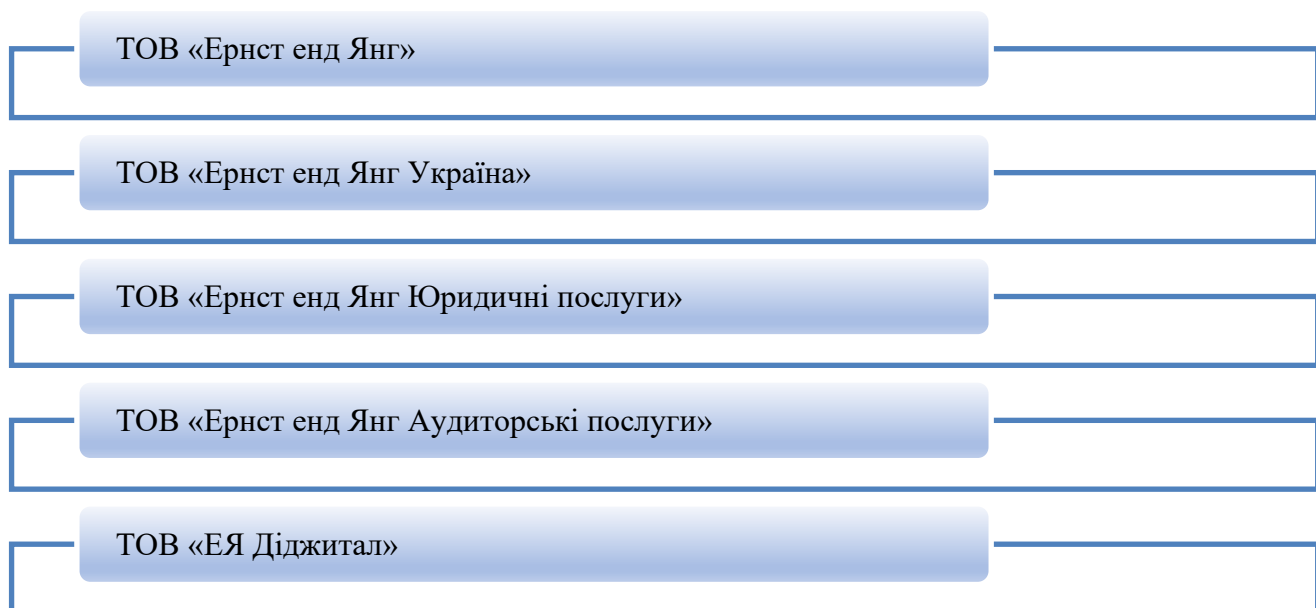 ТОВ «Ернст енд Янг»
ТОВ «Ернст енд Янг Україна»
ТОВ «Ернст енд Янг Юридичні послуги»
ТОВ «Ернст енд Янг Аудиторські послуги»
ТОВ «ЕЯ Діджитал»